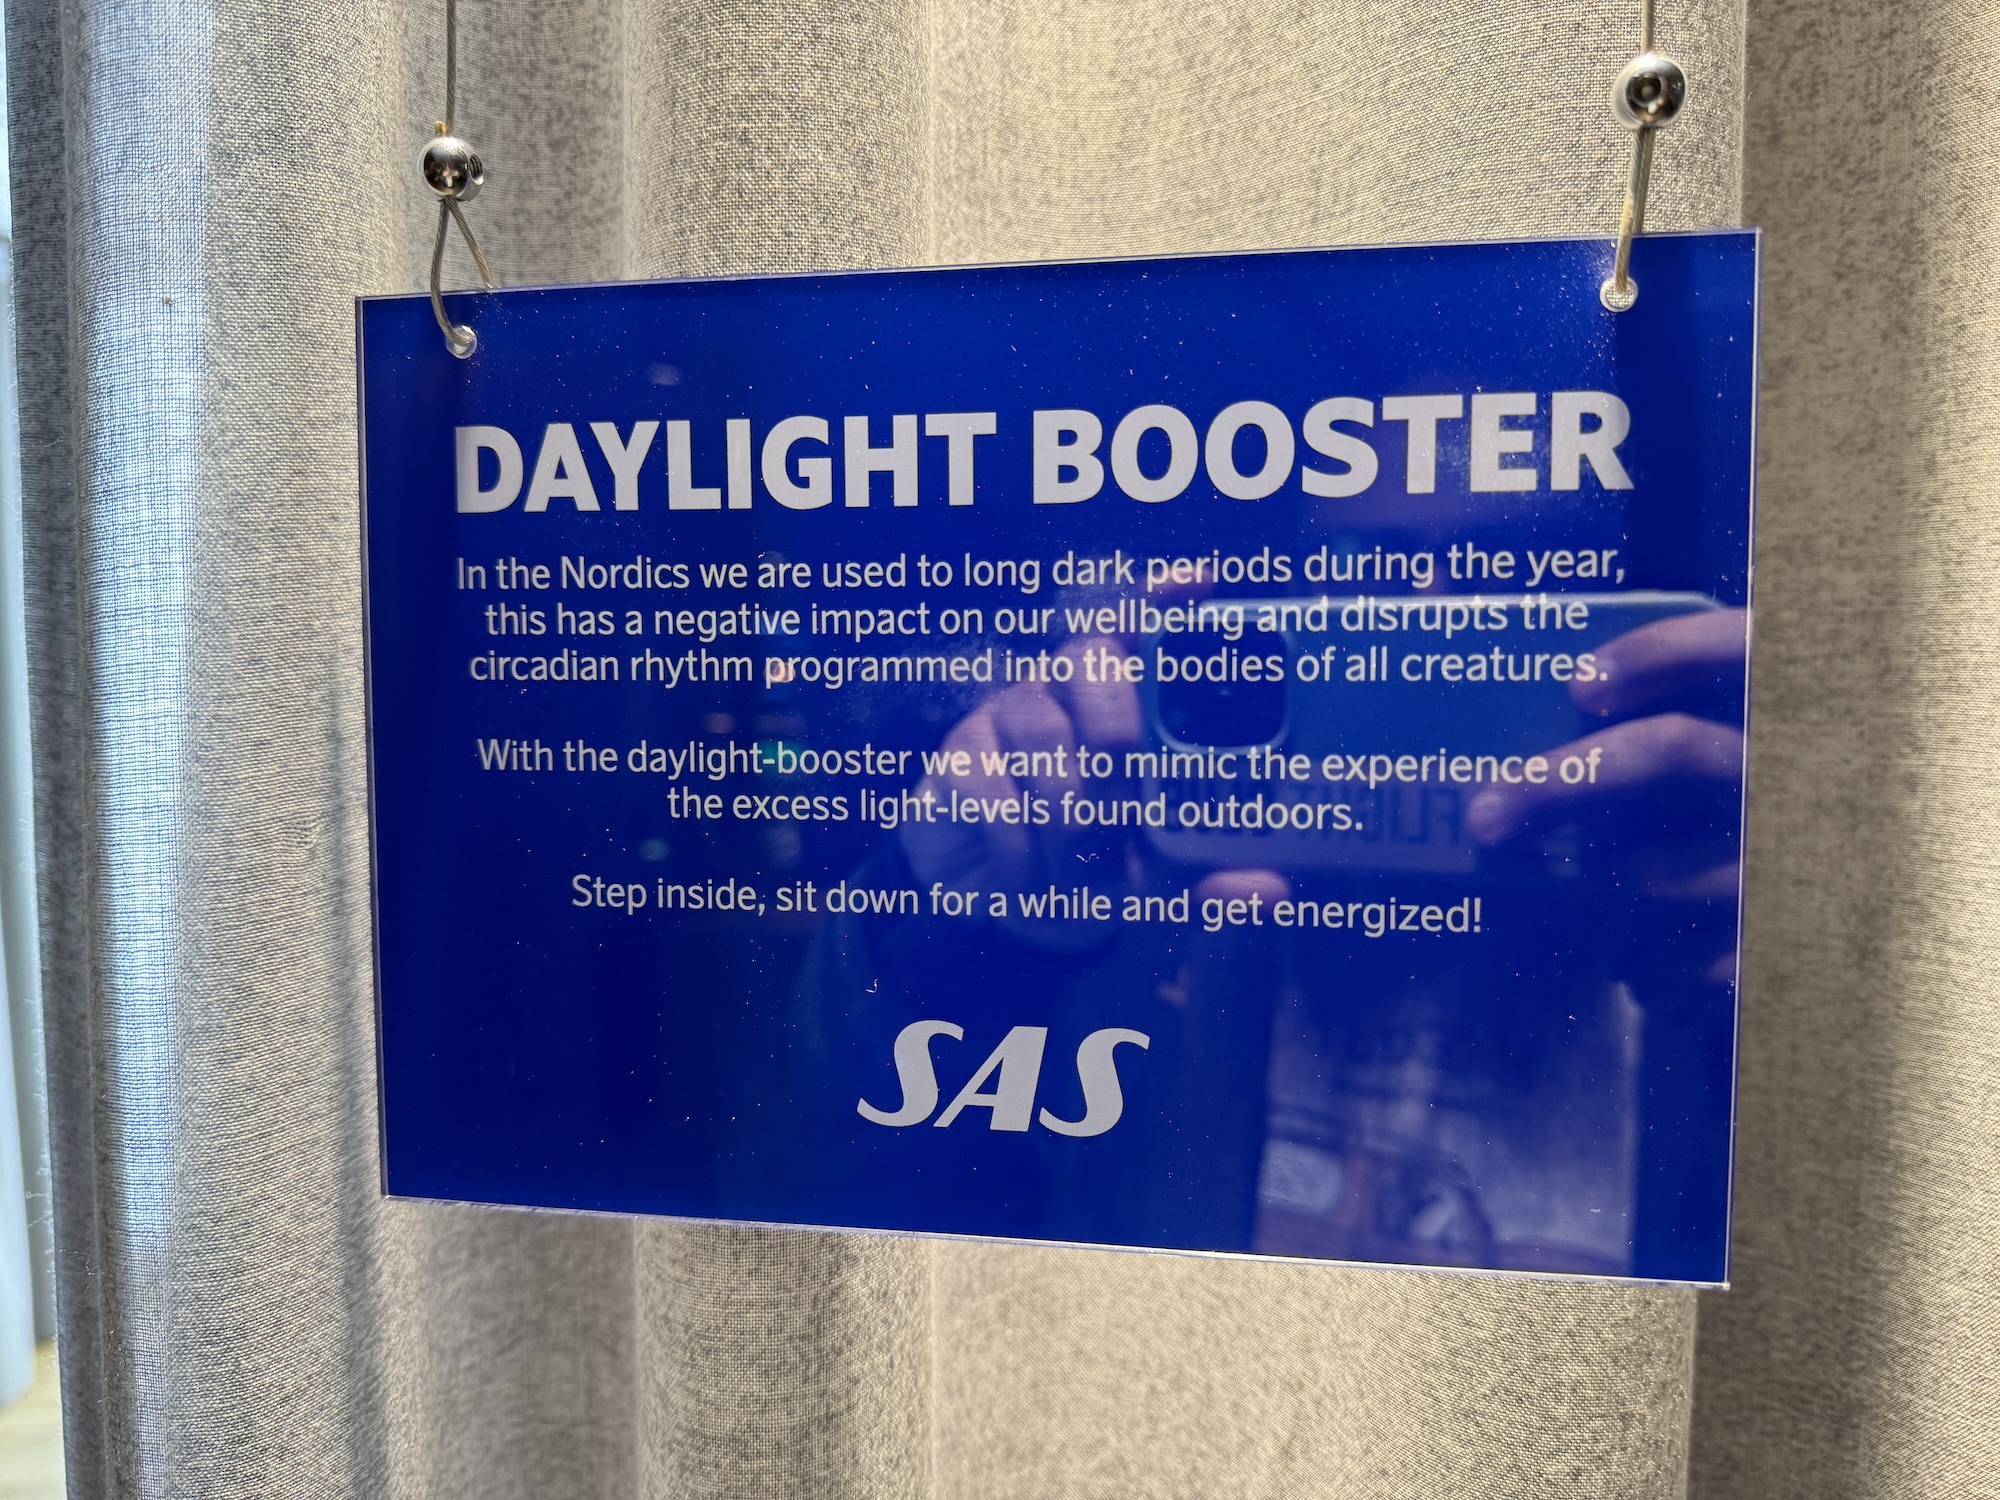 DAYLIGHT BOOSTER
In the Nordics we are used to long dark periods during the year,
this has a negative impact on our wellbeing and disrupts the
circadian rhythm programmed into the bodies of all creatures.
With the daylight-booster we want to mimic the experience of
the excess light-levels found outdoors.
Step inside, sit down for a while and get energized!
SAS